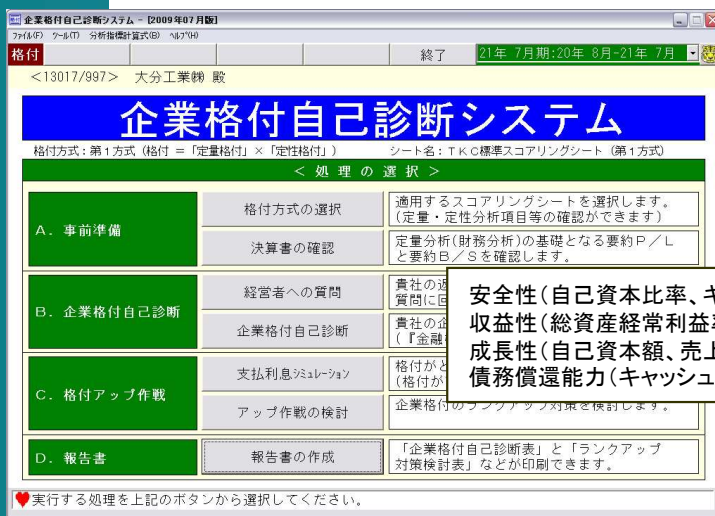 企業格付自己診断システム - [2009年07月版]
ファイル(F) ツール(T) 分析指標計算式(B) ヘルプ(H)
格付 終了 21年 7月期:20年 8月-21年 7月
<13017/997> 大分工業㈱ 殿
企業格付自己診断システム
格付方式:第1方式 (格付 = 「定量格付」×「定性格付」) シート名:TKC標準スコアリングシート (第1方式)
< 処 理 の 選 択 >
A. 事前準備
格付方式の選択
適用するスコアリングシートを選択します。
(定量・定性分析項目等の確認ができます)
決算書の確認
定量分析(財務分析)の基礎となる要約P/L
と要約B/Sを確認します。
B. 企業格付自己診断
経営者への質問
貴社の返
質問に回
企業格付自己診断
貴社の企
(『金融
安全性(自己資本比率、キ
収益性(総資産経常利益率
成長性(自己資本額、売上
債務償還能力(キャッシュ
C. 格付アップ作戦
支払利息シミュレーション
格付がと
(格付が
アップ作戦の検討
企業格付のランクアップ対策を検討します。
D. 報告書
報告書の作成
「企業格付自己診断表」と「ランクアップ
対策検討表」などが印刷できます。
♥実行する処理を上記のボタンから選択してください。